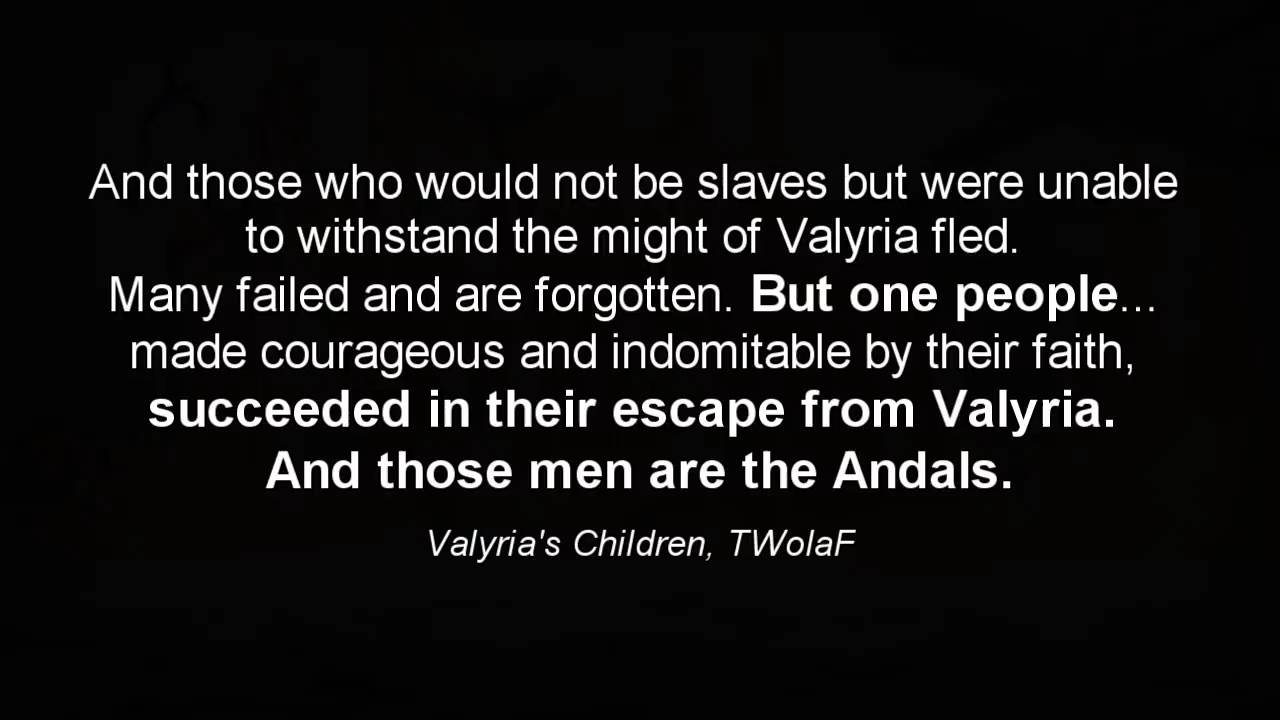 And those who would not be slaves but were unable
to withstand the might of Valyria fled.
Many failed and are forgotten. But one people...
made courageous and indomitable by their faith,
succeeded in their escape from Valyria.
And those men are the Andals.
Valyria's Children, TWolaF